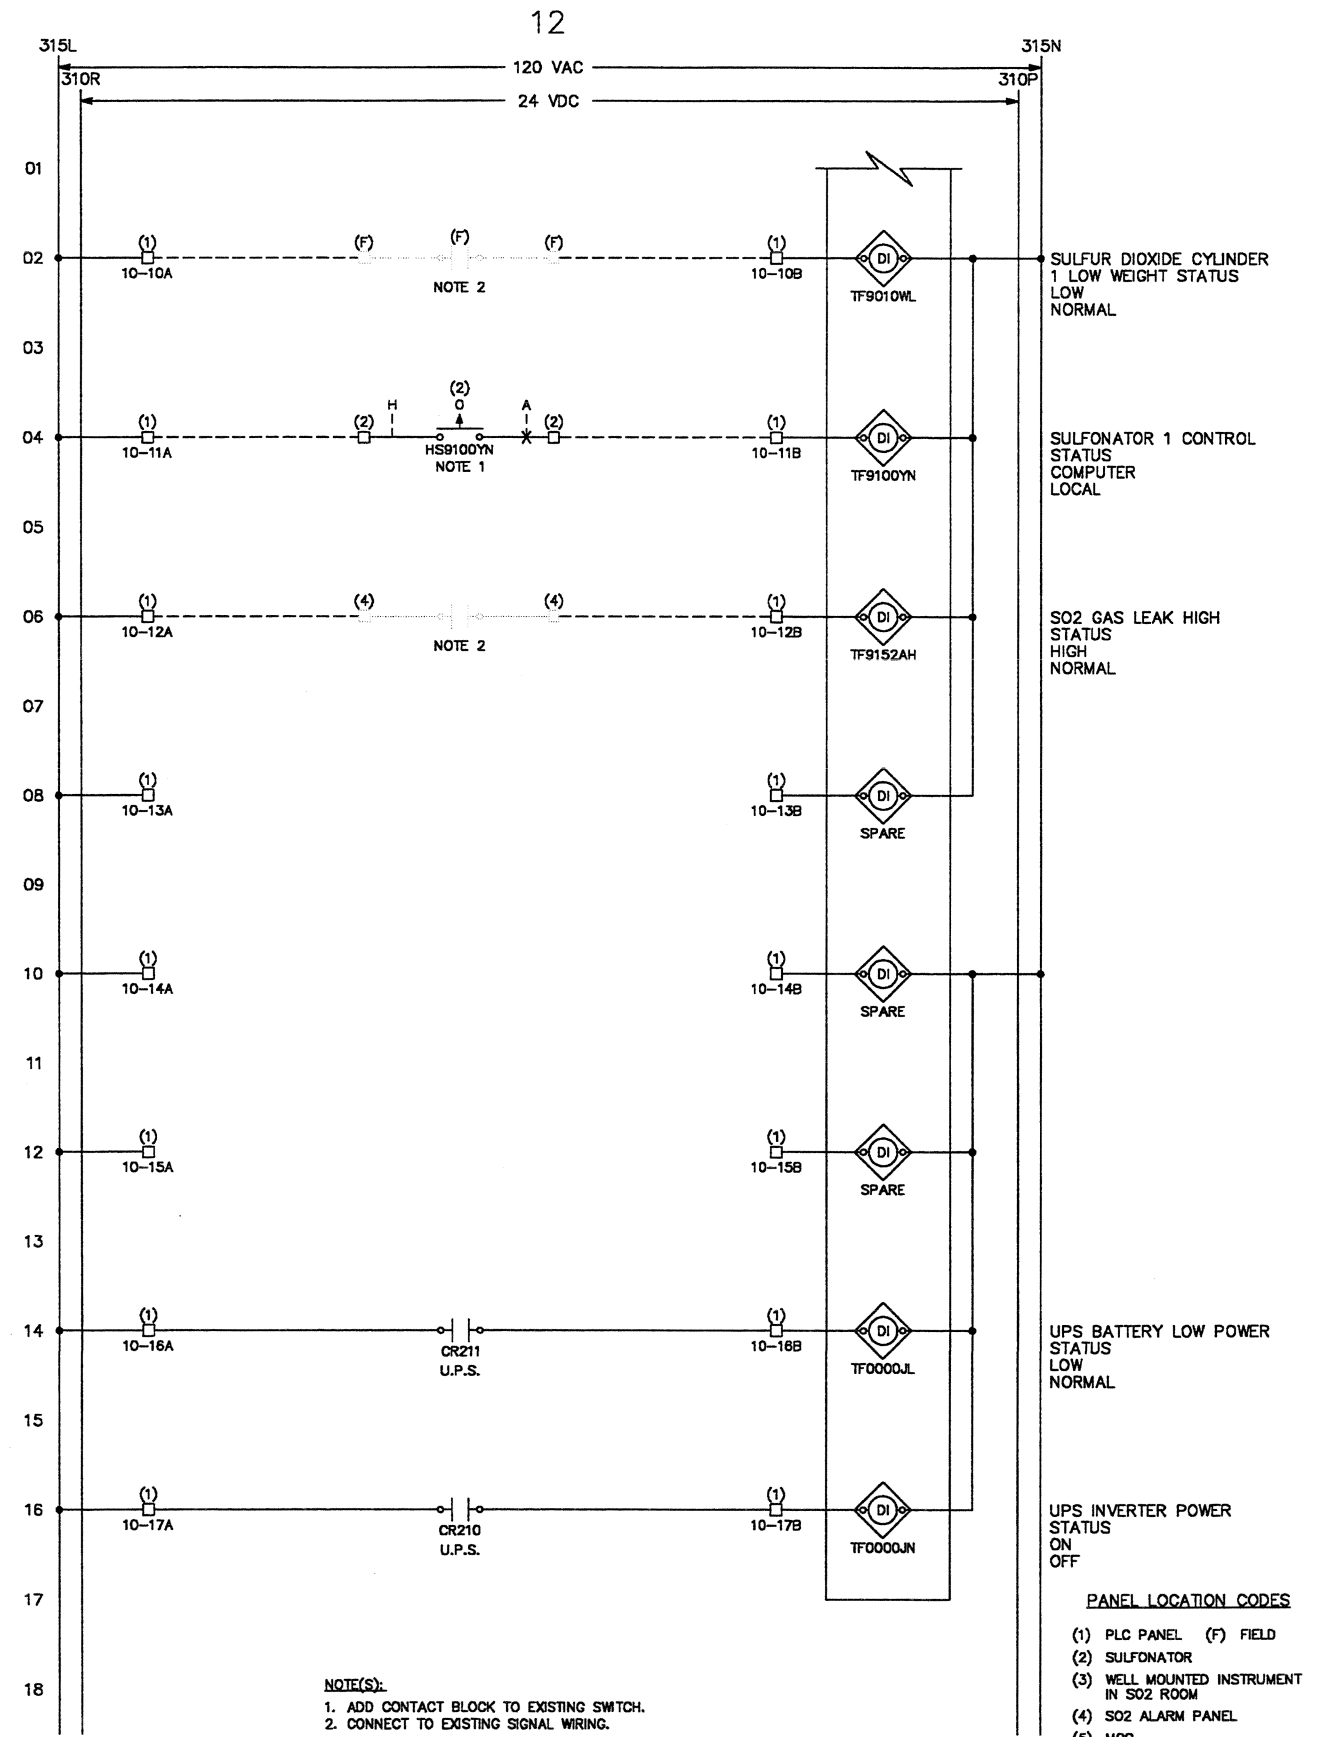 12
315L
315N
120 VAC
310R
310P
24 VDC
01
02
(1)
10-10A
(F)
(F)
NOTE 2
(F)
(1)
10-10B
DI
TF9010WL
SULFUR DIOXIDE CYLINDER
1 LOW WEIGHT STATUS
LOW
NORMAL
03
04
(1)
10-11A
(2)
H
(2)
O
A
HS9100YN
NOTE 1
(2)
(1)
10-11B
DI
TF9100YN
SULFONATOR 1 CONTROL
STATUS
COMPUTER
LOCAL
05
06
(1)
10-12A
(4)
NOTE 2
(4)
(1)
10-12B
DI
TF9152AH
SO2 GAS LEAK HIGH
STATUS
HIGH
NORMAL
07
08
(1)
10-13A
(1)
10-13B
DI
SPARE
09
10
(1)
10-14A
(1)
10-14B
DI
SPARE
11
12
(1)
10-15A
(1)
10-15B
DI
SPARE
13
14
(1)
10-16A
CR211
U.P.S.
(1)
10-16B
DI
TF0000JL
UPS BATTERY LOW POWER
STATUS
LOW
NORMAL
15
16
(1)
10-17A
CR210
U.P.S.
(1)
10-17B
DI
TF0000JN
UPS INVERTER POWER
STATUS
ON
OFF
17
18
NOTE(S):
1. ADD CONTACT BLOCK TO EXISTING SWITCH.
2. CONNECT TO EXISTING SIGNAL WIRING.
PANEL LOCATION CODES
(1) PLC PANEL (F) FIELD
(2) SULFONATOR
(3) WELL MOUNTED INSTRUMENT
IN SO2 ROOM
(4) SO2 ALARM PANEL